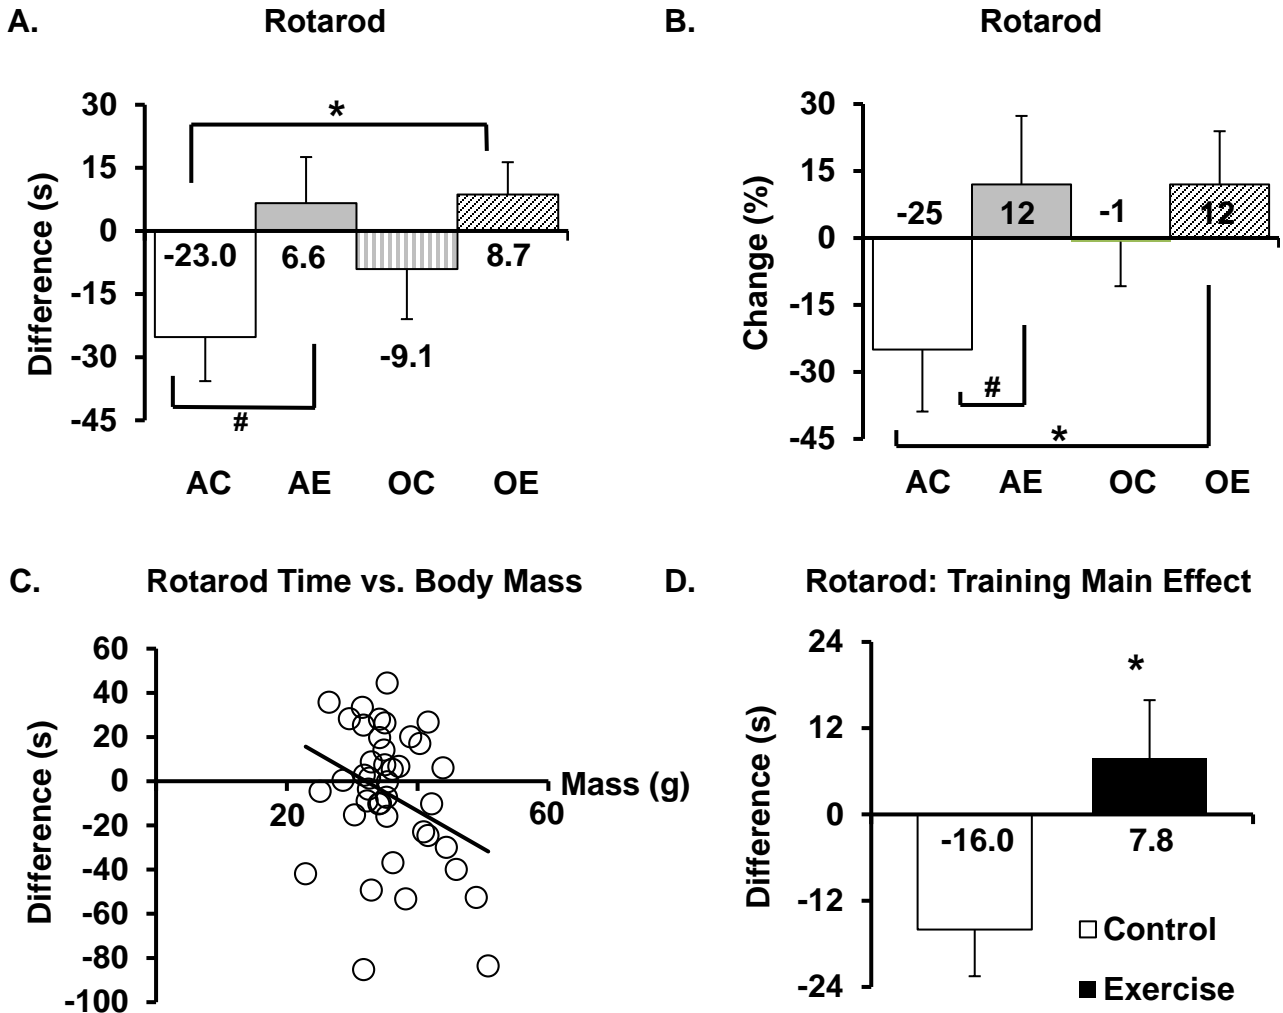 A. Rotarod
30
15
0
-15
-30
-45
Difference (s)
*
-23.0 6.6 -9.1 8.7
#
AC AE OC OE
B. Rotarod
30
15
0
-15
-30
-45
Change (%)
-25 12 -1 12
#
*
AC AE OC OE
C. Rotarod Time vs. Body Mass
60
40
20
0
-20
-40
-60
-80
-100
Difference (s)
20 60
Mass (g)
D. Rotarod: Training Main Effect
24
12
0
-12
-24
Difference (s)
*
-16.0 7.8
Control
Exercise